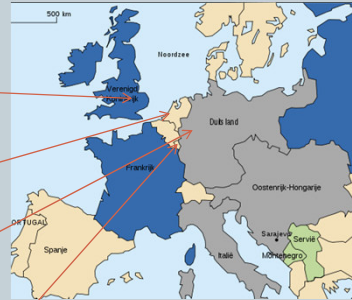 500 km
Noordzee
Verenigd
Koninkrijk
Duits land
Frankrijk
Oostenrijk-Hongarije
PORTUGAL
Sarajevo
Servië
Spanje
Italië
Montenegro